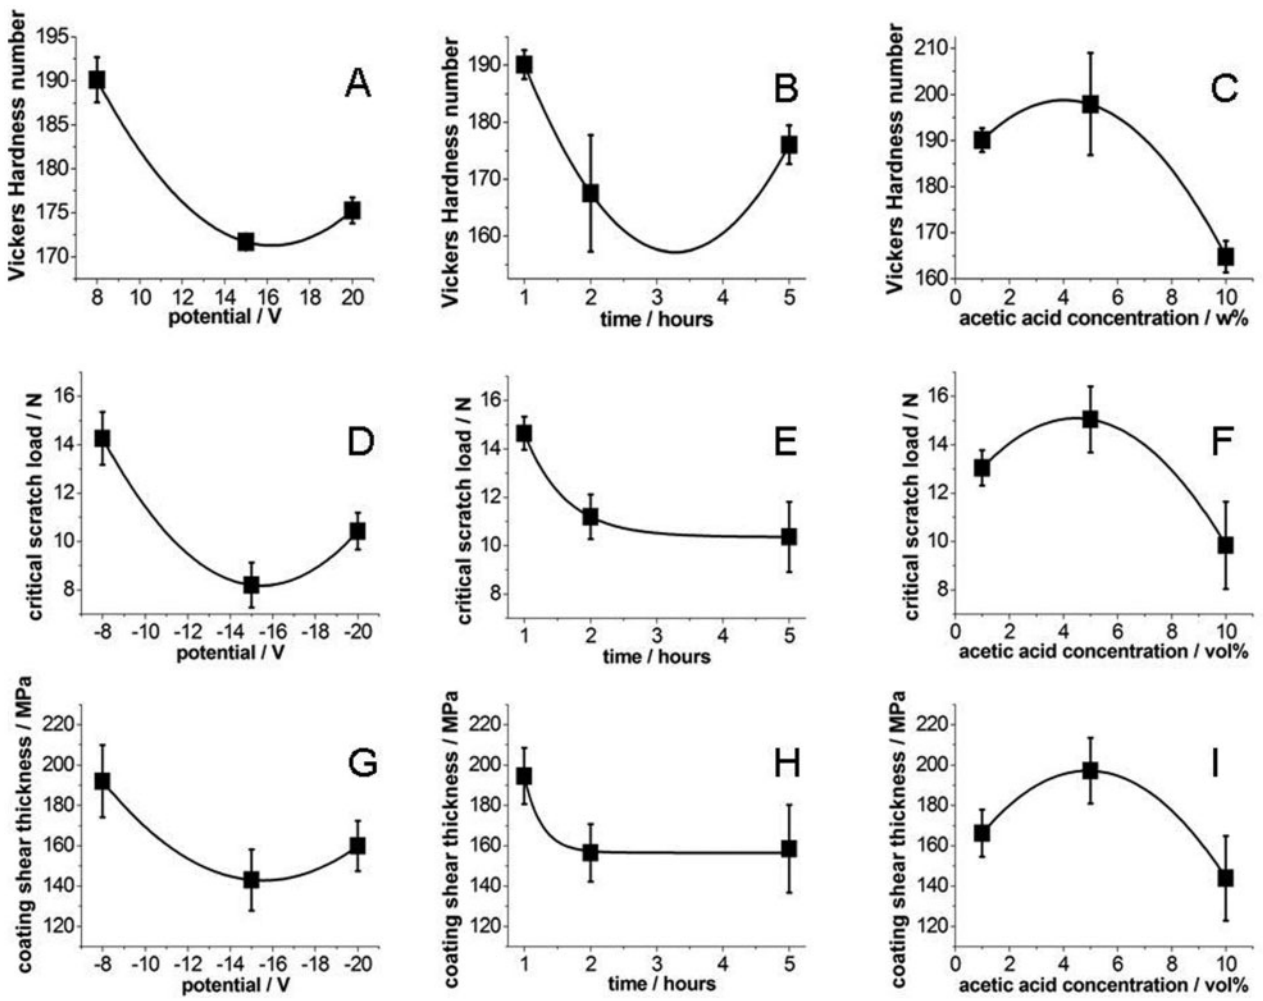 Vickers Hardness number
195
190
185
180
175
170
8 10 12 14 16 18 20
potential / V
A
Vickers Hardness number
190
180
170
160
1 2 3 4 5
time / hours
B
Vickers Hardness number
210
200
190
180
170
160
0 2 4 6 8 10
acetic acid concentration / w%
C
critical scratch load / N
16
14
12
10
8
-8 -10 -12 -14 -16 -18 -20
potential / V
D
critical scratch load / N
16
14
12
10
8
1 2 3 4 5
time / hours
E
critical scratch load / N
16
14
12
10
8
0 2 4 6 8 10
acetic acid concentration / vol%
F
coating shear thickness / MPa
220
200
180
160
140
120
-8 -10 -12 -14 -16 -18 -20
potential / V
G
coating shear thickness / MPa
220
200
180
160
140
120
1 2 3 4 5
time / hours
H
coating shear thickness / MPa
220
200
180
160
140
120
0 2 4 6 8 10
acetic acid concentration / vol%
I